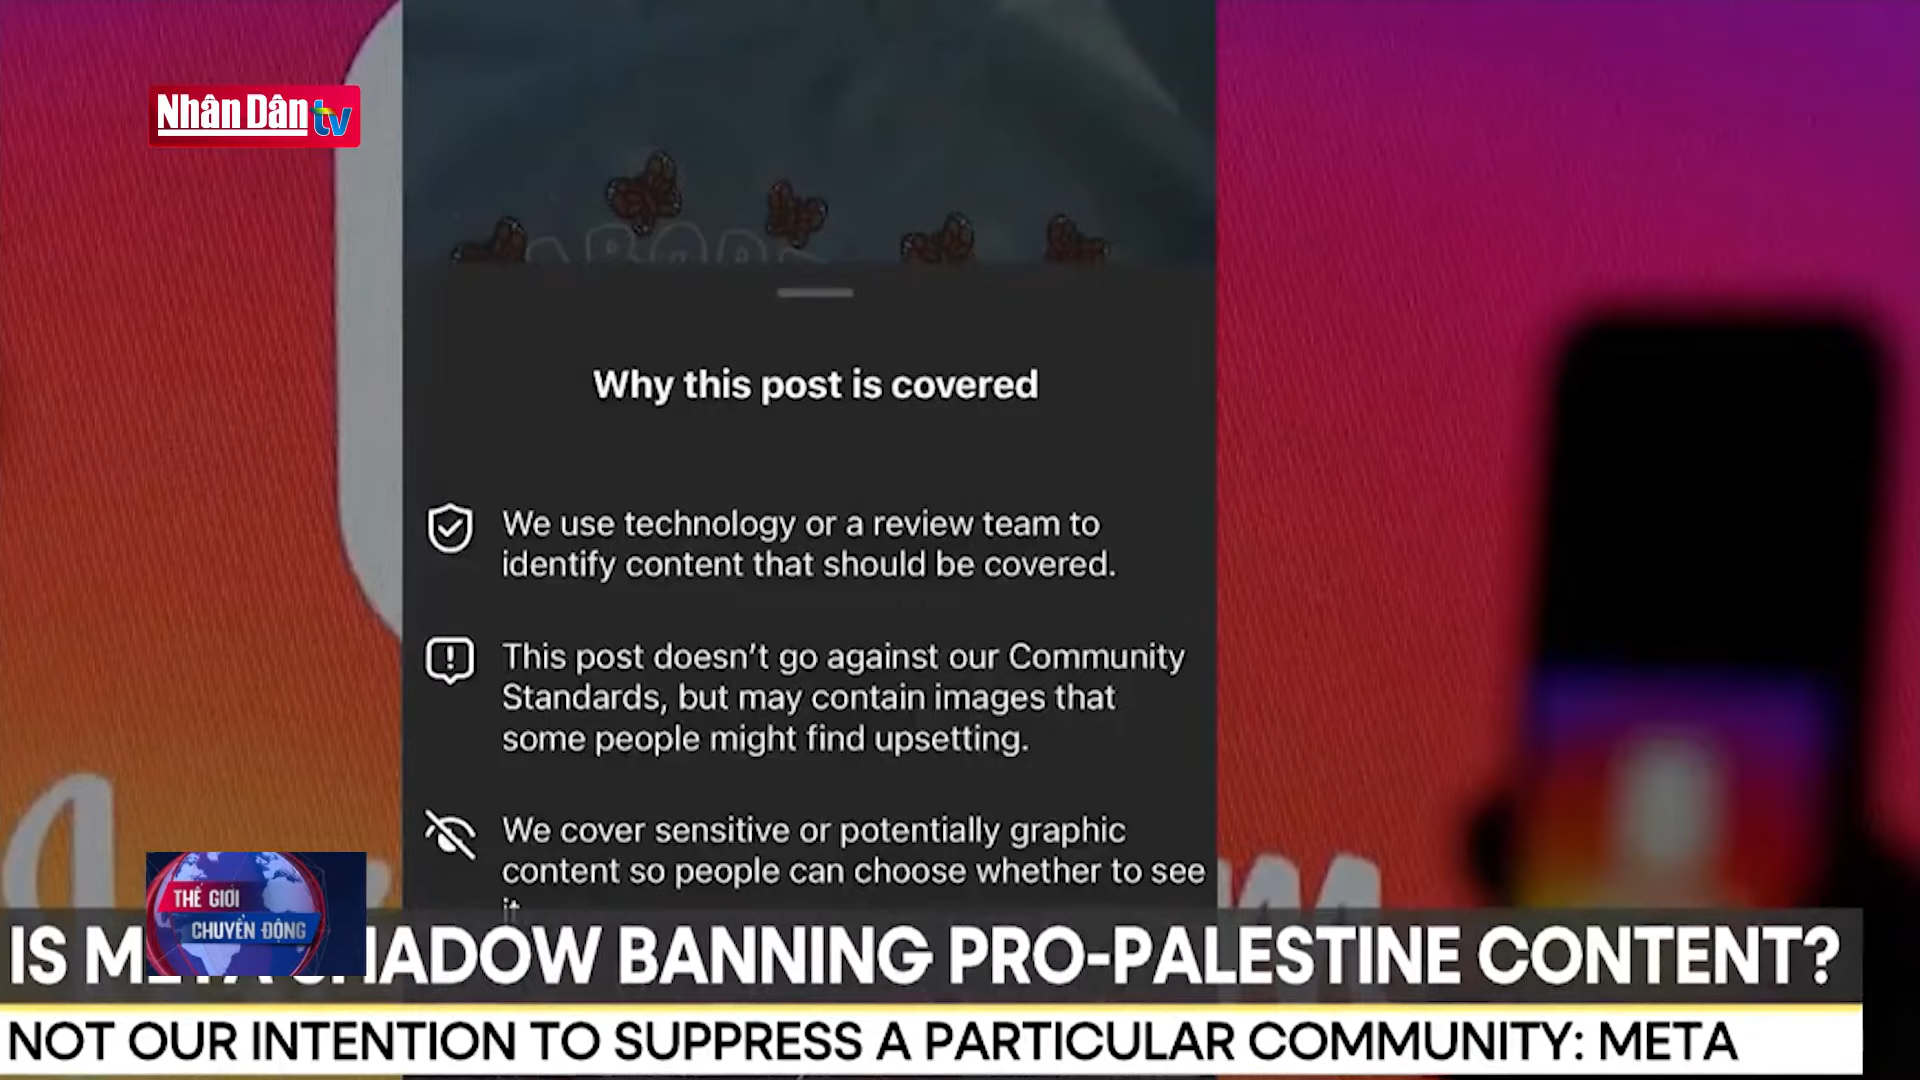 Nhân Dân tv
Why this post is covered
We use technology or a review team to
identify content that should be covered.
This post doesn't go against our Community
Standards, but may contain images that
some people might find upsetting.
We cover sensitive or potentially graphic
content so people can choose whether to see
it.
THẾ GIỚI
CHUYỂN ĐỘNG
IS META SHADOW BANNING PRO-PALESTINE CONTENT?
NOT OUR INTENTION TO SUPPRESS A PARTICULAR COMMUNITY: META